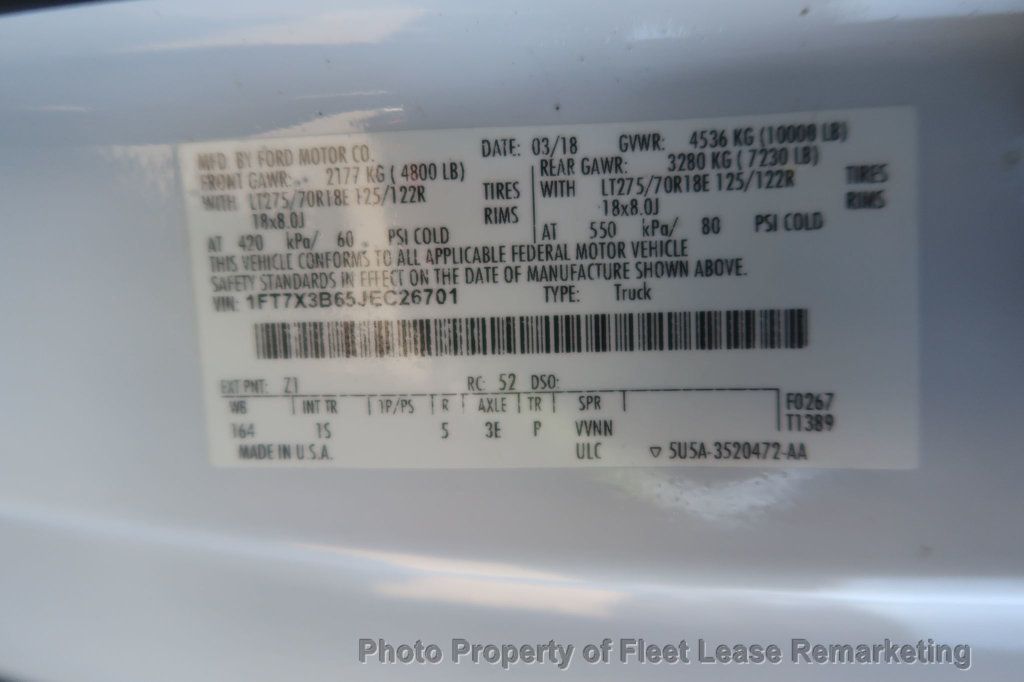 MFD. BY FORD MOTOR CO. DATE: 03/18 GVWR: 4536 KG (10000 LB)
FRONT GAWR: 2177 KG ( 4800 LB) REAR GAWR: 3280 KG ( 7230 LB)
WITH LT275/70R18E 125/122R TIRES WITH LT275/70R18E 125/122R TIRES
18x8.0J RIMS 18x8.0J RIMS
AT 420 kPa/ 60 PSI COLD AT 550 kPa/ 80 PSI COLD
THIS VEHICLE CONFORMS TO ALL APPLICABLE FEDERAL MOTOR VEHICLE
SAFETY STANDARDS IN EFFECT ON THE DATE OF MANUFACTURE SHOWN ABOVE.
VIN: 1FT7X3B65JEC26701 TYPE: Truck
EXT PNT: Z1 RC: 52 DSO:
WB INT TR TP/PS R AXLE TR SPR F0267
164 1S 5 3E P VVNN T1389
MADE IN U.S.A. ULC ▽ 5U5A-3520472-AA
Photo Property of Fleet Lease Remarketing